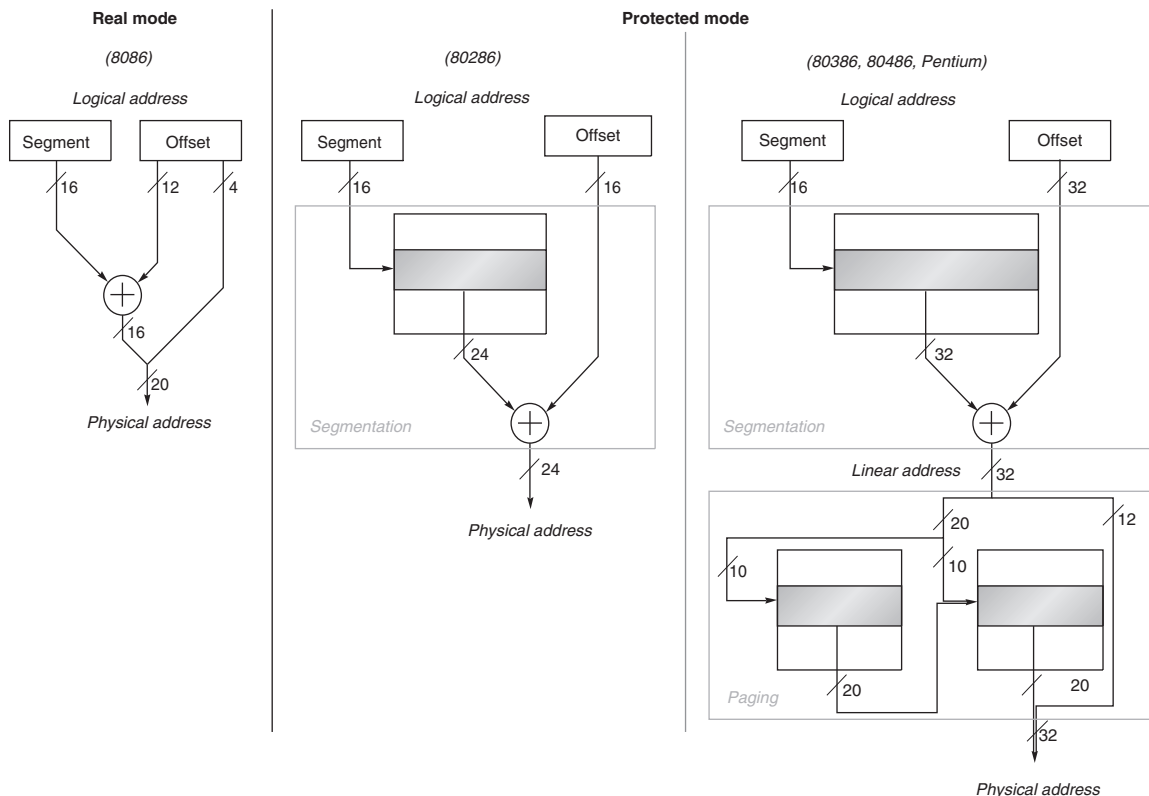 Real mode
Protected mode
(8086)
(80286)
(80386, 80486, Pentium)
Logical address
Logical address
Logical address
Segment
Offset
Segment
Offset
Segment
Offset
16
12
4
16
16
16
32
16
24
32
20
Physical address
Segmentation
Segmentation
24
Linear address
32
Physical address
20
12
10
10
20
20
Paging
32
Physical address